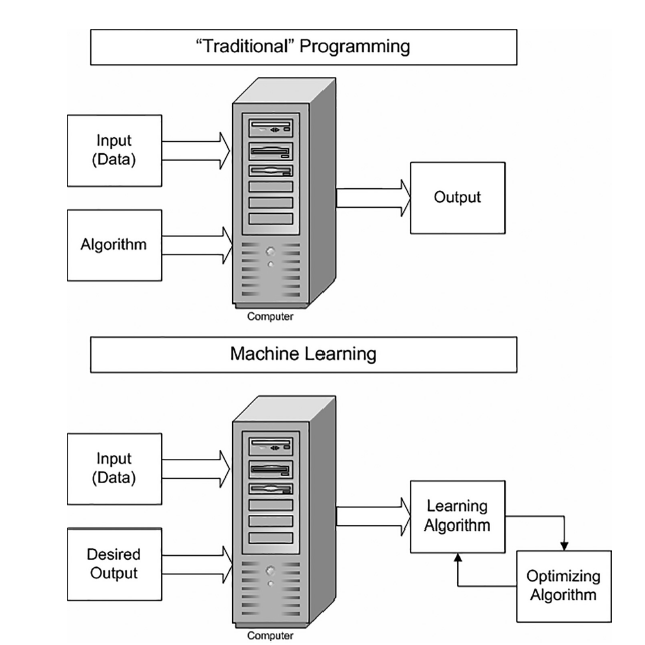 “Traditional” Programming
Input
(Data)
Algorithm
Output
Computer
Machine Learning
Input
(Data)
Desired
Output
Learning
Algorithm
Optimizing
Algorithm
Computer